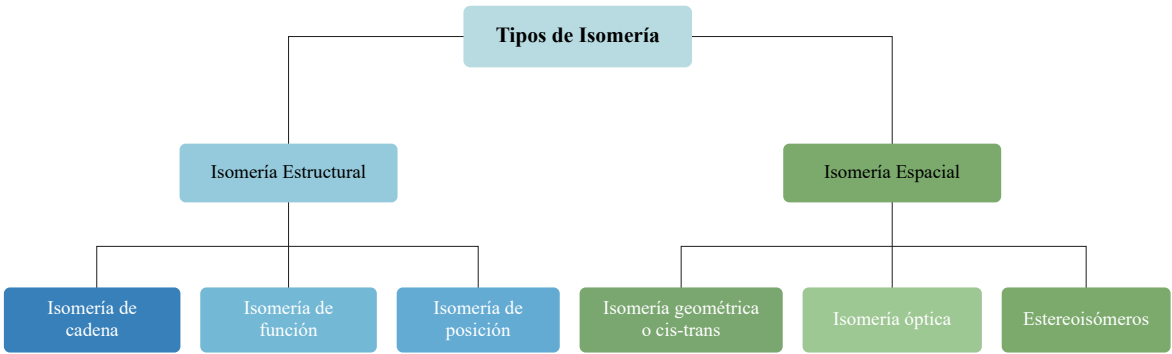 Tipos de Isomería
Isomería Estructural
Isomería Espacial
Isomería de
cadena
Isomería de
función
Isomería de
posición
Isomería geométrica
o cis-trans
Isomería óptica
Estereoisómeros